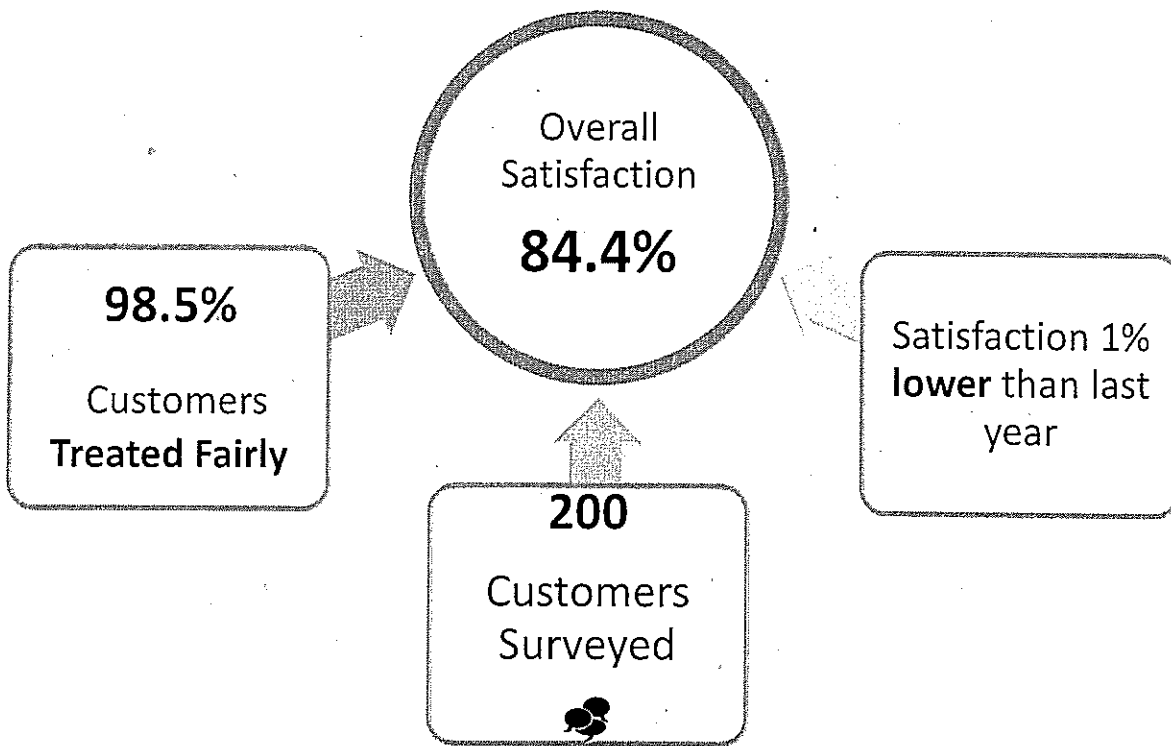 Overall
Satisfaction
84.4%
98.5%
Customers
Treated Fairly
Satisfaction 1%
lower than last
year
200
Customers
Surveyed